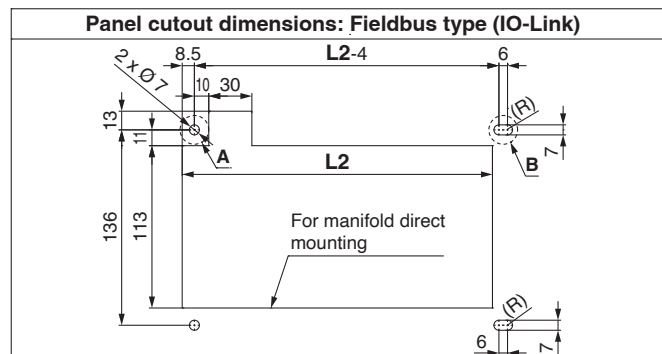 Panel cutout dimensions: Fieldbus type (IO-Link)
8.5
L2-4
6
2 x Ø 7
10
30
(R)
13
11
A
B
7
L2
136
113
For manifold direct
mounting
(R)
6
7